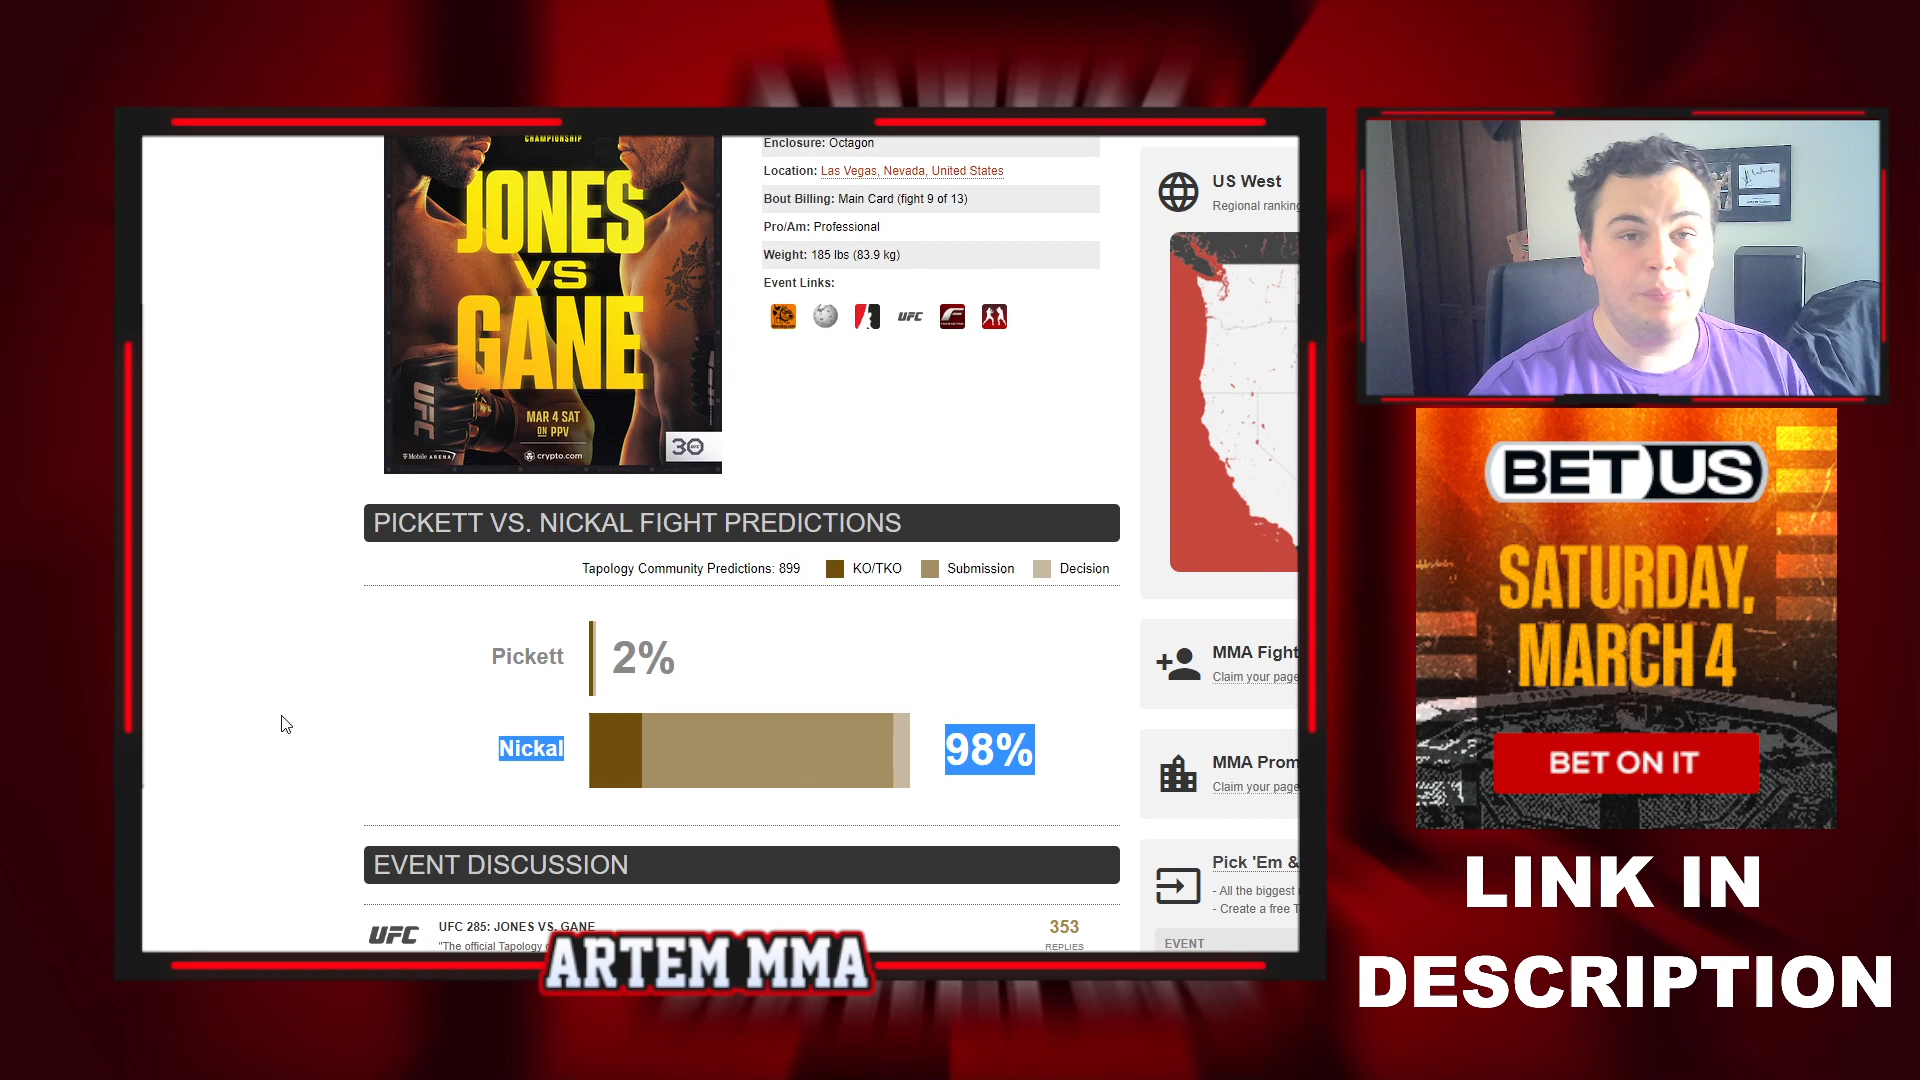 CHAMPIONSHIP
JONES
VS
GANE
UFC
MAR 4 SAT
ON PPV
T Mobile ARENA
crypto.com
30
Enclosure: Octagon
Location: Las Vegas, Nevada, United States
Bout Billing: Main Card (fight 9 of 13)
Pro/Am: Professional
Weight: 185 lbs (83.9 kg)
Event Links:
UFC
US West
Regional ranking
PICKETT VS. NICKAL FIGHT PREDICTIONS
Tapology Community Predictions: 899 KO/TKO Submission Decision
Pickett 2%
Nickal 98%
EVENT DISCUSSION
UFC
UFC 285: JONES VS. GANE
"The official Tapology
353
REPLIES
MMA Fight
Claim your page
MMA Prom
Claim your page
Pick 'Em &
- All the biggest
- Create a free T
EVENT
ARTEM MMA
BETUS
SATURDAY,
MARCH 4
BET ON IT
LINK IN
DESCRIPTION